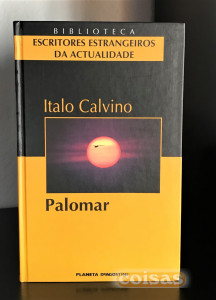 BIBLIOTECA
ESCRITORES ESTRANGEIROS
DA ACTUALIDADE
Italo Calvino
Palomar
PLANETA DEAGOSTINI
coisas